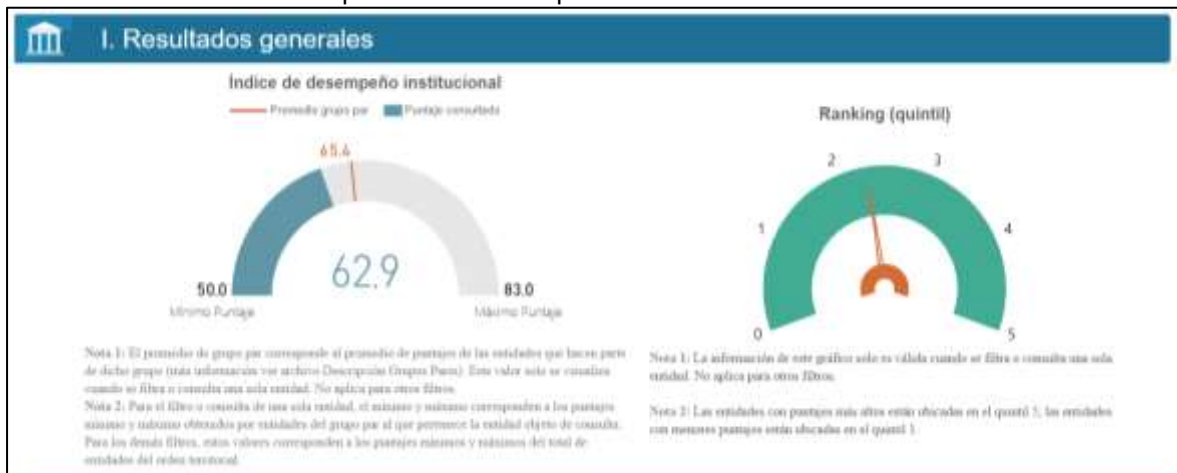 I. Resultados generales
Índice de desempeño institucional
Promedio grupo par Puntaje consultado
65.4
62.9
50.0
Mínimo Puntaje
83.0
Máximo Puntaje
Nota 1: El promedio de grupo par corresponde al promedio de puntajes de las entidades que hacen parte
de dicho grupo (más información ver archivo Descripción Grupos Pares). Este valor solo se visualiza
cuando se filtra o consulta una sola entidad. No aplica para otros filtros.
Nota 2: Para el filtro o consulta de una sola entidad, el mínimo y máximo corresponden a los puntajes
mínimo y máximo obtenidos por entidades del grupo par al que pertenece la entidad objeto de consulta.
Para los demás filtros, estos valores corresponden a los puntajes mínimos y máximos del total de
entidades del orden territorial.
Ranking (quintil)
0
1
2
3
4
5
Nota 1: La información de este gráfico solo es válida cuando se filtra o consulta una sola
entidad. No aplica para otros filtros.
Nota 2: Las entidades con puntajes más altos están ubicadas en el quintil 5, las entidades
con menores puntajes están ubicadas en el quintil 1.